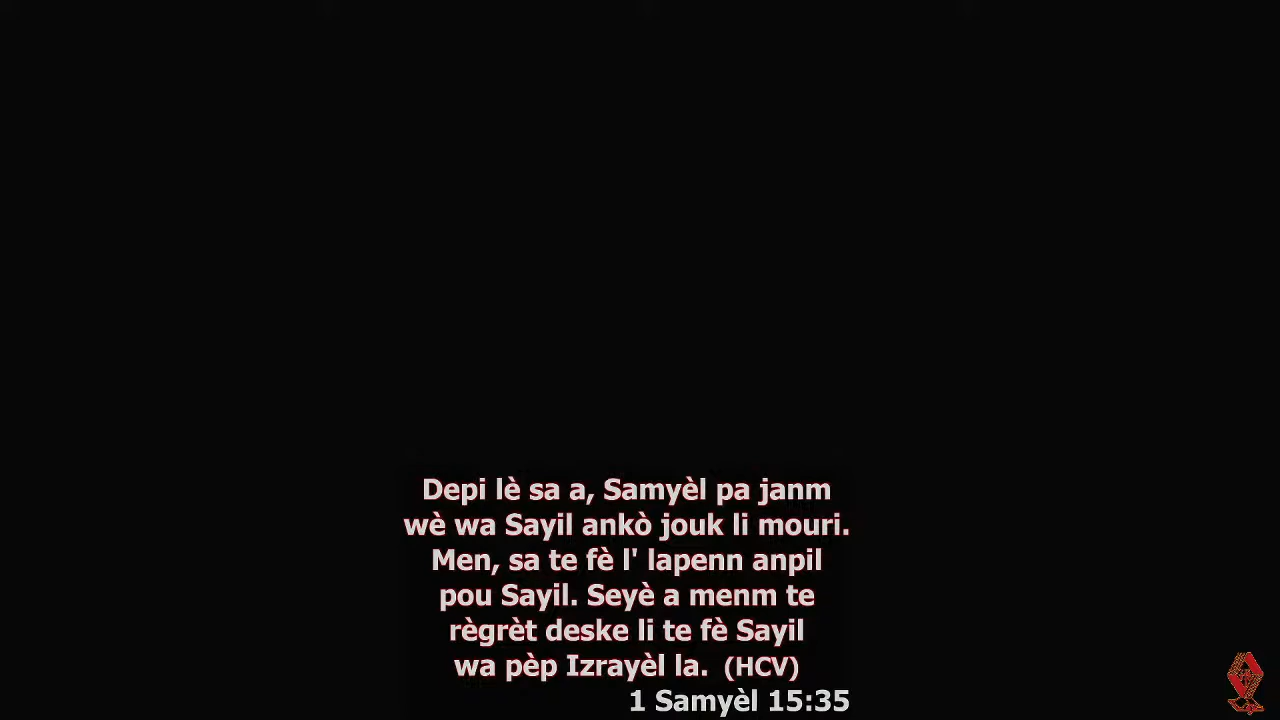 Depi lè sa a, Samyèl pa janm
wè wa Sayil ankò jouk li mouri.
Men, sa te fè l' lapenn anpil
pou Sayil. Seyè a menm te
règrèt deske li te fè Sayil
wa pèp Izrayèl la. (HCV)
1 Samyèl 15:35